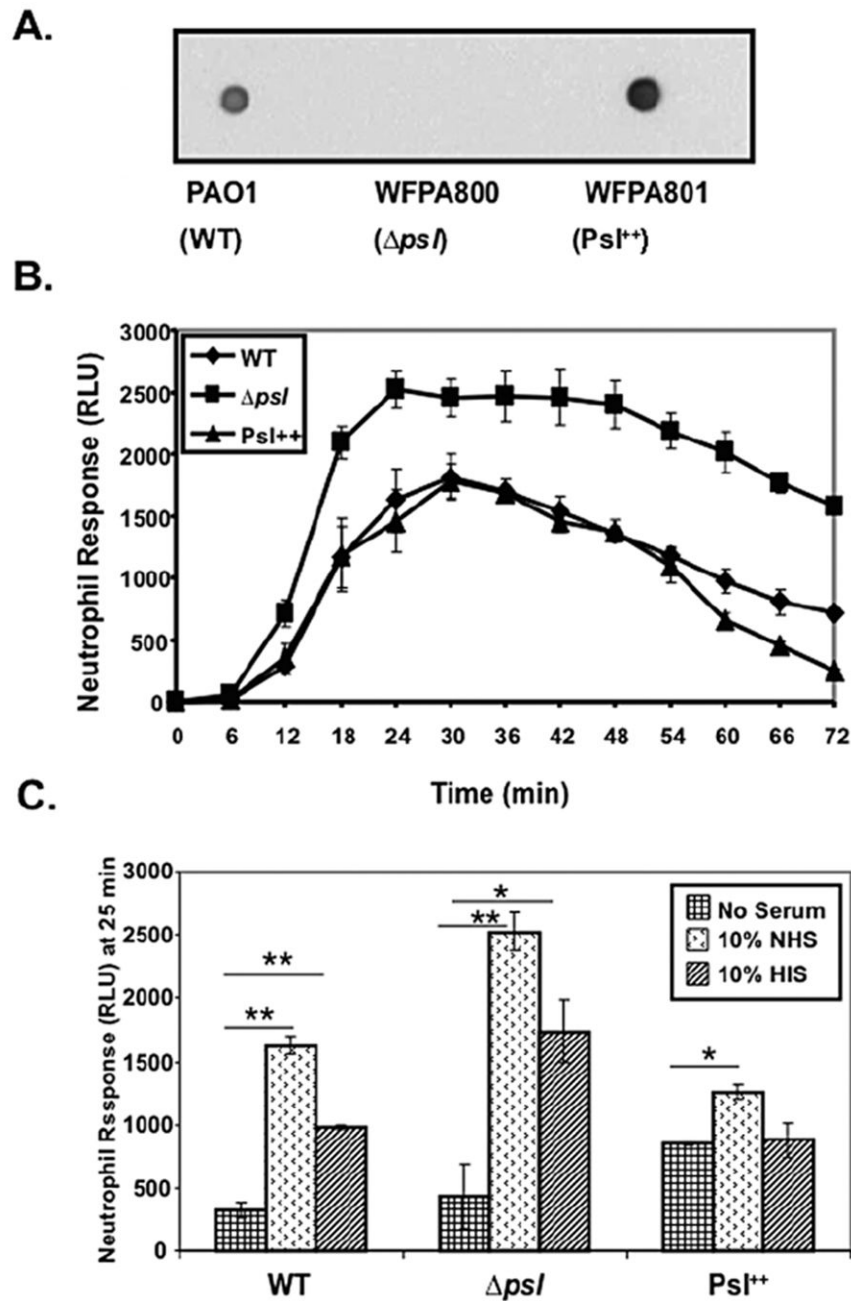 A.
PAO1 WFPA800 WFPA801
(WT) (Δpsl) (Psl++)
B.
Neutrophil Response (RLU)
3000
2500
2000
1500
1000
500
0
WT
Δpsl
Psl++
0 6 12 18 24 30 36 42 48 54 60 66 72
Time (min)
C.
Neutrophil Rssponse (RLU) at 25 min
3000
2500
2000
1500
1000
500
0
** 
**
*
**
*
No Serum
10% NHS
10% HIS
WT Δpsl Psl++